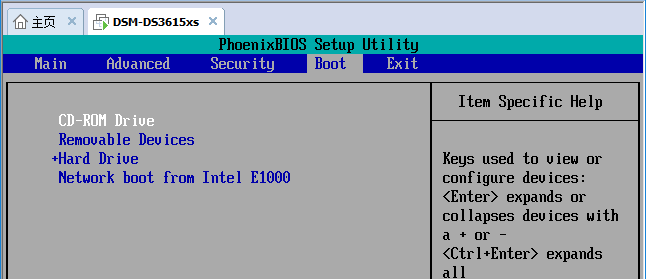 主页 DSM-DS3615xs
PhoenixBIOS Setup Utility
Main Advanced Security Boot Exit
CD-ROM Drive
Removable Devices
+Hard Drive
Network boot from Intel E1000
Item Specific Help
Keys used to view or
configure devices:
<Enter> expands or
collapses devices with
a + or -
<Ctrl+Enter> expands
all